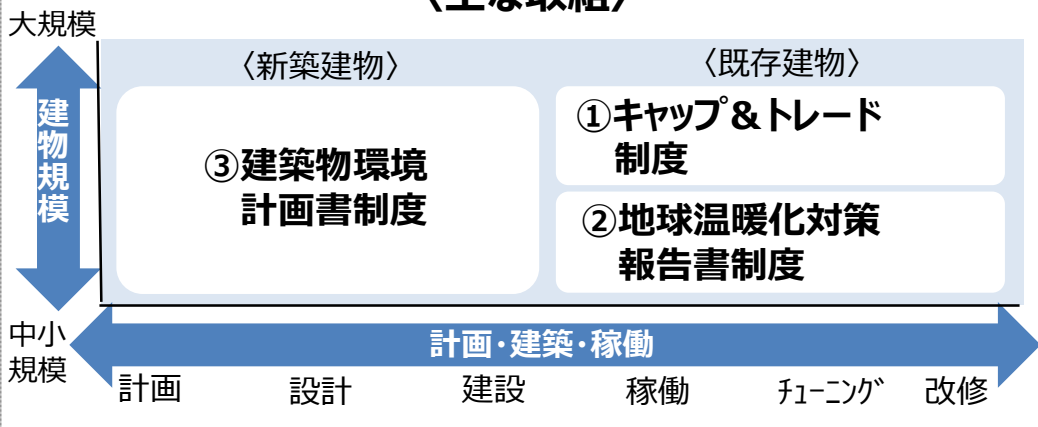 〈主な取組〉
大規模
〈新築建物〉
〈既存建物〉
建物規模
③建築物環境
計画書制度
①キャップ&トレード
制度
②地球温暖化対策
報告書制度
中小
規模
計画・建築・稼働
計画
設計
建設
稼働
ﾁｭｰﾆﾝｸﾞ
改修